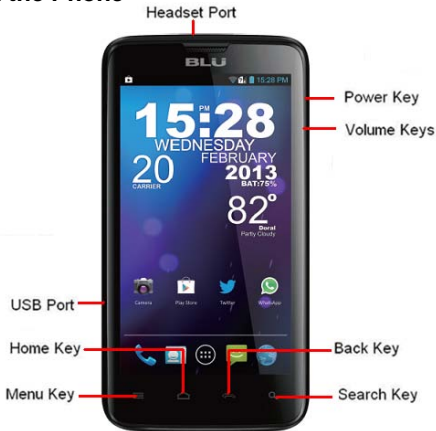 the Phone
Headset Port
BLU
15:28 PM
Power Key
15:28
PM
Volume Keys
WEDNESDAY
20 FEBRUARY
CARRIER
2013
BAT:75%
82°
Doral
Partly Cloudy
Camera
Play Store
Twitter
WhatsApp
USB Port
Home Key
Back Key
Menu Key
Search Key